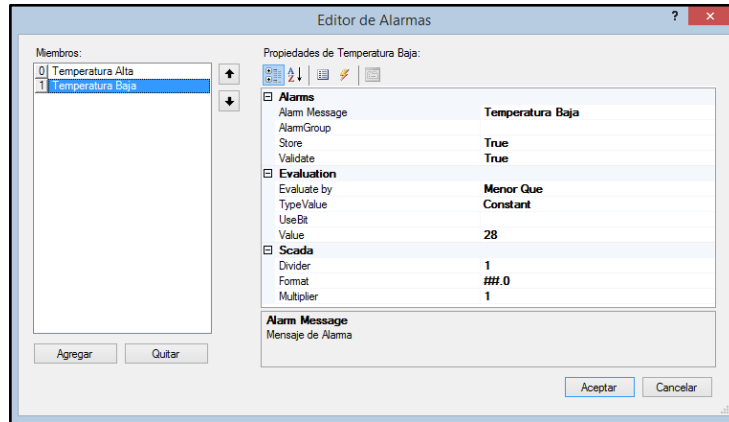 Editor de Alarmas
?
×
Miembros:
0 Temperatura Alta
1 Temperatura Baja
Agregar
Quitar
Propiedades de Temperatura Baja:
Alarms
Alarm Message Temperatura Baja
AlarmGroup
Store True
Validate True
Evaluation
Evaluate by Menor Que
TypeValue Constant
UseBit
Value 28
Scada
Divider 1
Format ##.0
Multiplier 1
Alarm Message
Mensaje de Alarma
Aceptar
Cancelar